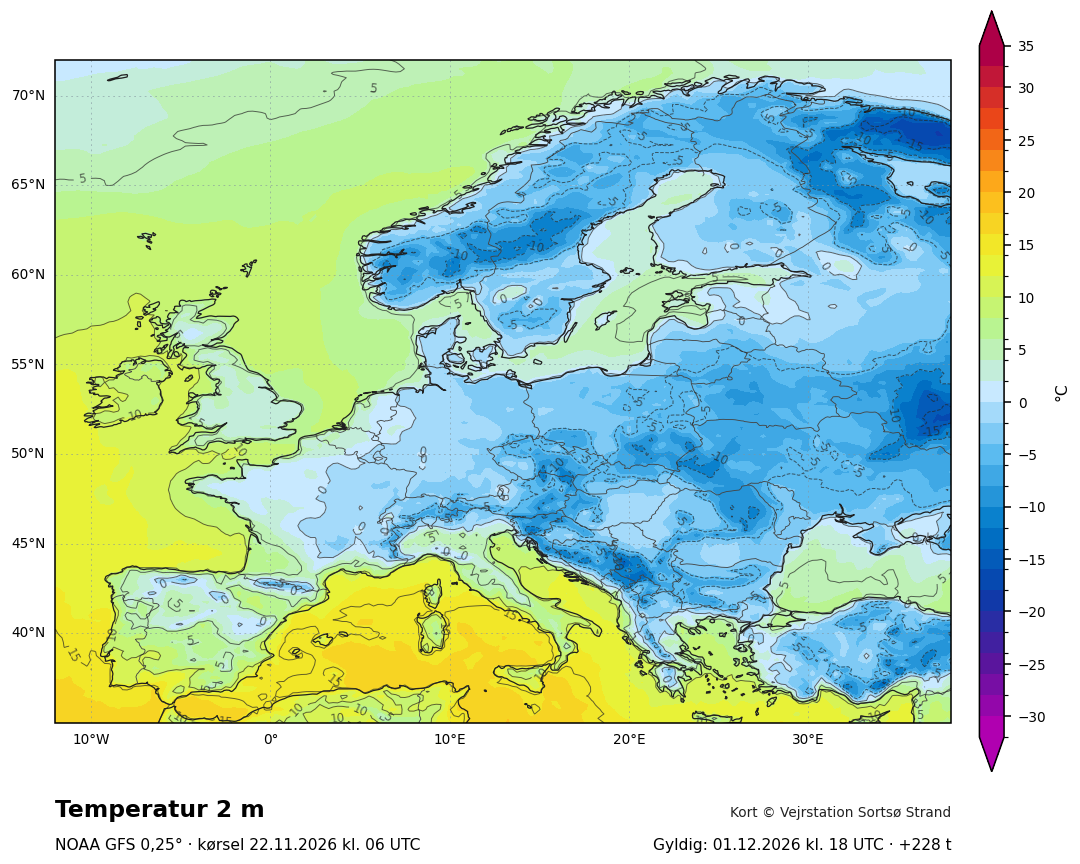 70°N
65°N
60°N
55°N
50°N
45°N
40°N
10°W 0° 10°E 20°E 30°E
35
30
25
20
15
10
5
0
−5
−10
−15
−20
−25
−30
°C
Temperatur 2 m
Kort © Vejrstation Sortsø Strand
NOAA GFS 0,25° · kørsel 22.11.2026 kl. 06 UTC
Gyldig: 01.12.2026 kl. 18 UTC · +228 t